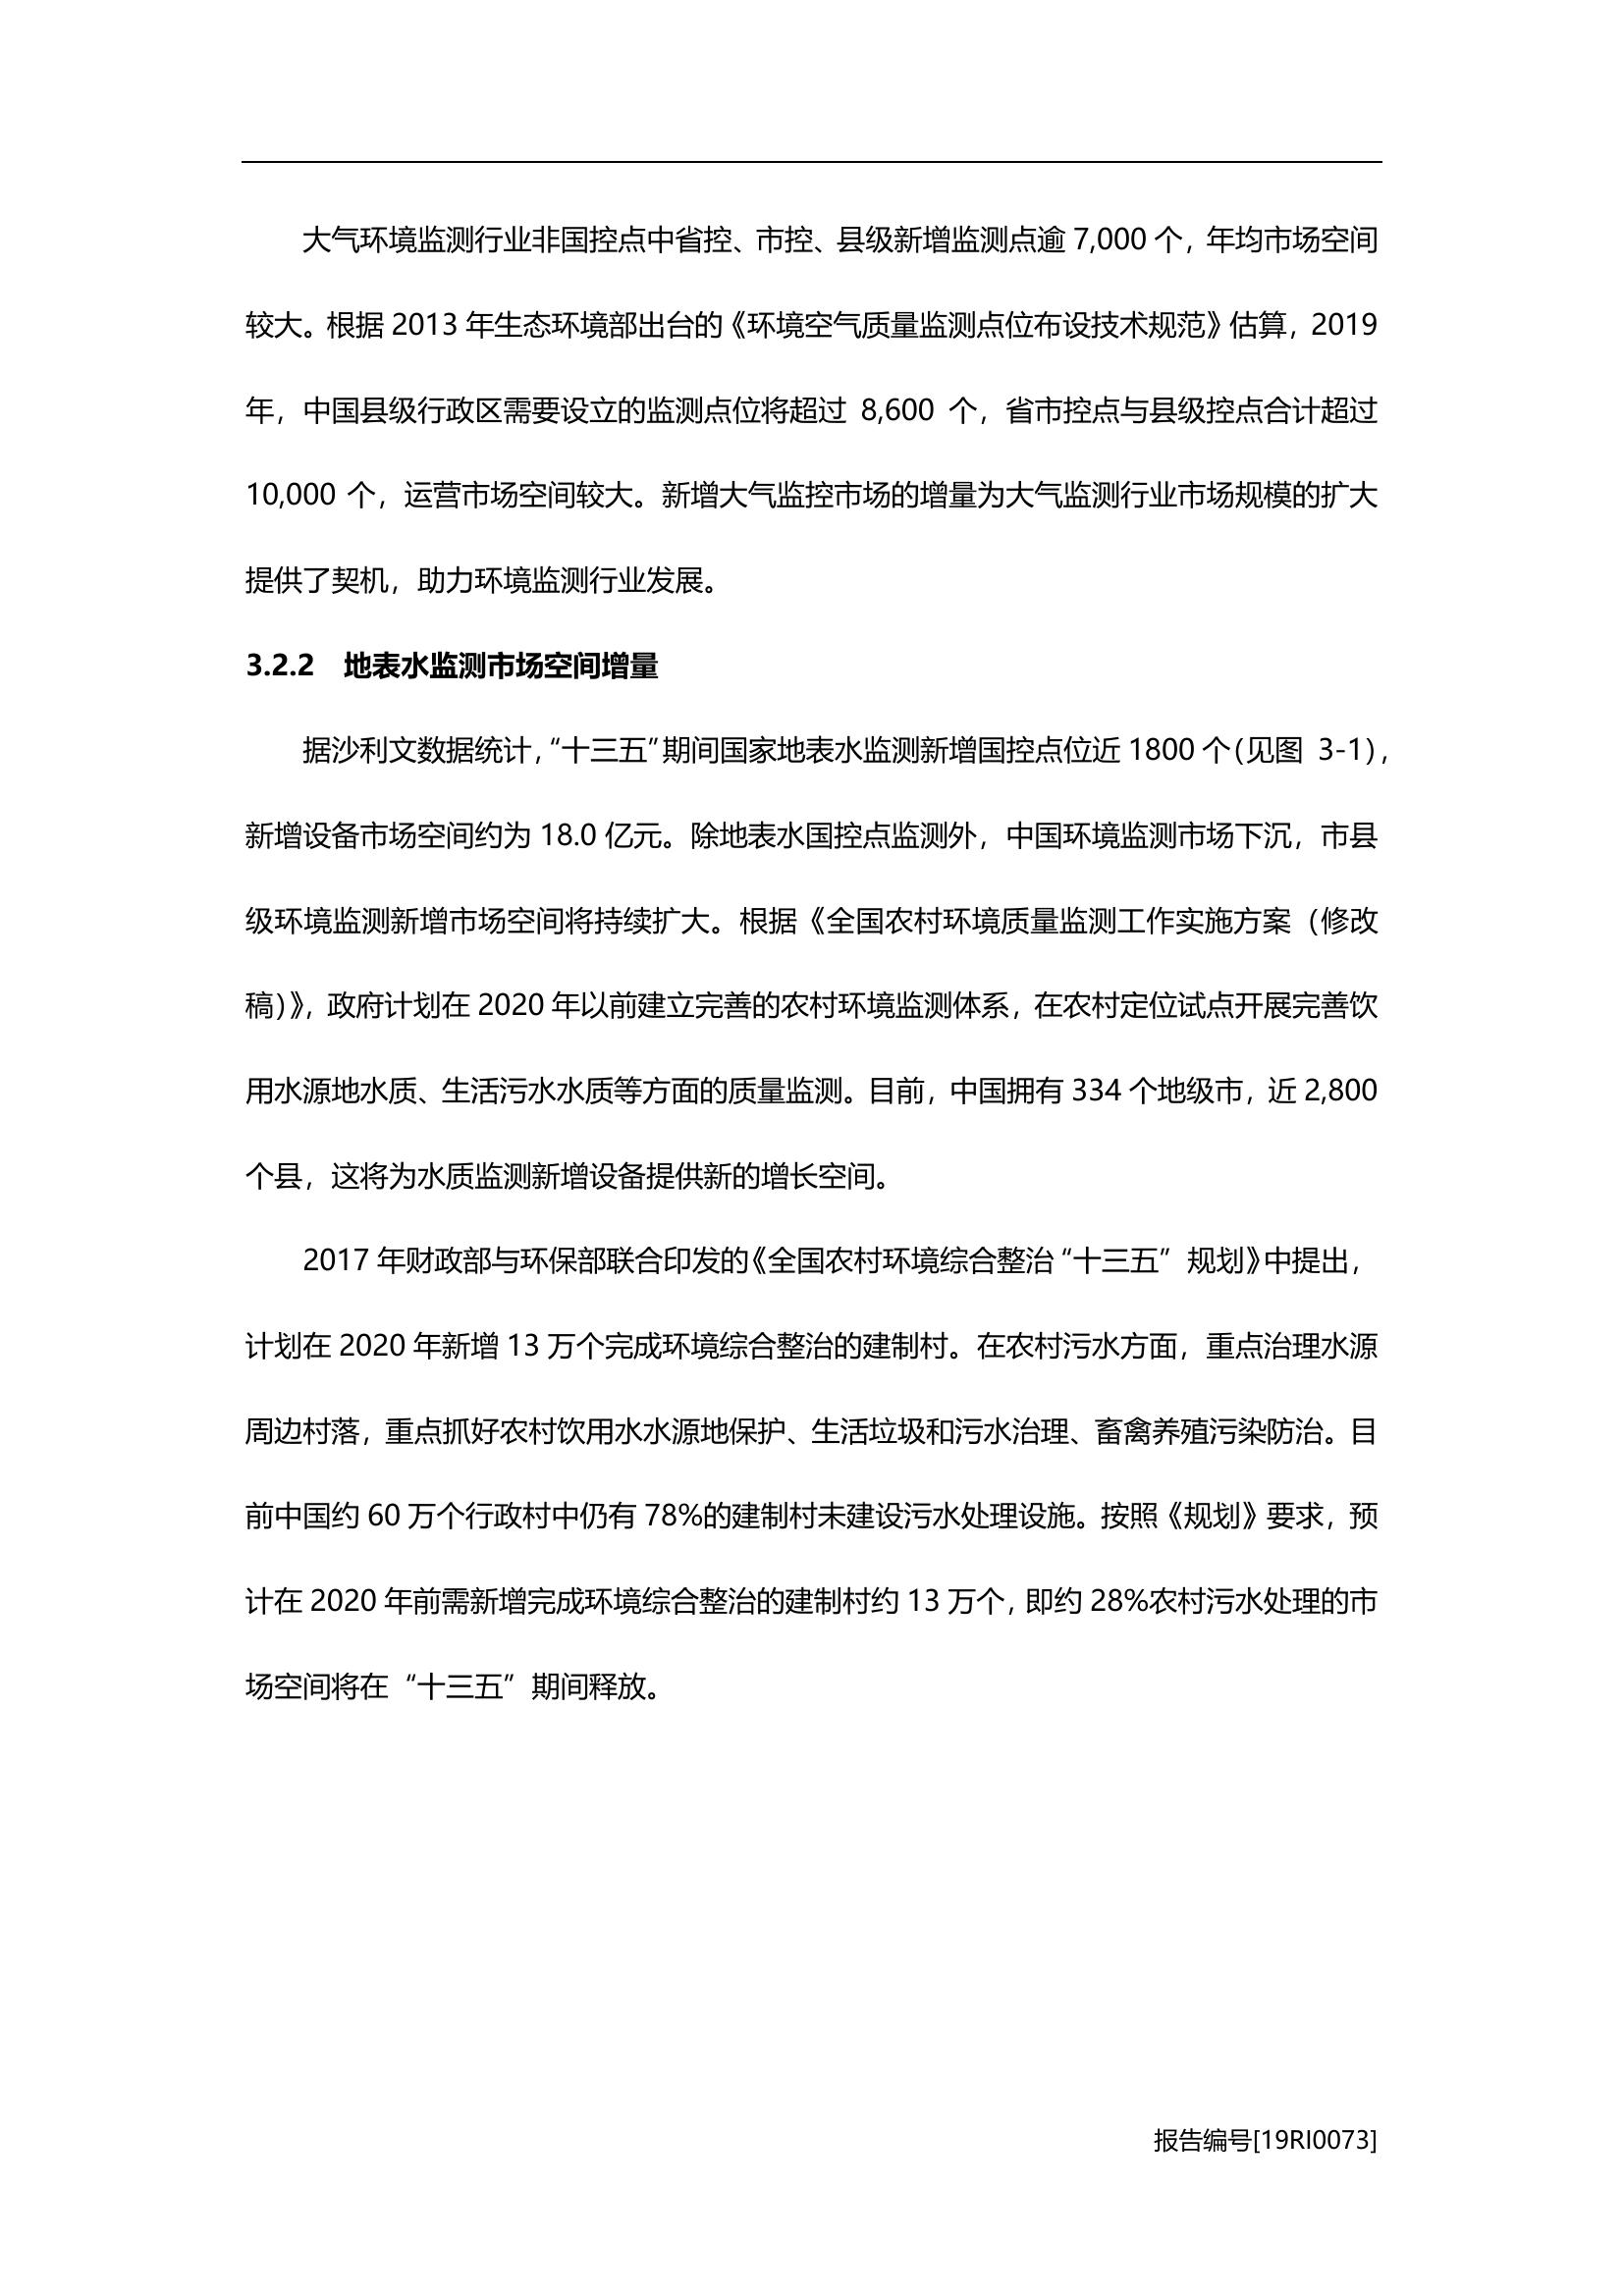 大气环境监测行业非国控点中省控、市控、县级新增监测点逾 7,000 个，年均市场空间
较大。根据 2013 年生态环境部出台的《环境空气质量监测点位布设技术规范》估算，2019
年，中国县级行政区需要设立的监测点位将超过 8,600 个，省市控点与县级控点合计超过
10,000 个，运营市场空间较大。新增大气监控市场的增量为大气监测行业市场规模的扩大
提供了契机，助力环境监测行业发展。
3.2.2 地表水监测市场空间增量
据沙利文数据统计，“十三五”期间国家地表水监测新增国控点位近 1800 个（见图 3-1），
新增设备市场空间约为 18.0 亿元。除地表水国控点监测外，中国环境监测市场下沉，市县
级环境监测新增市场空间将持续扩大。根据《全国农村环境质量监测工作实施方案（修改
稿）》，政府计划在 2020 年以前建立完善的农村环境监测体系，在农村定位试点开展完善饮
用水源地水质、生活污水水质等方面的质量监测。目前，中国拥有 334 个地级市，近 2,800
个县，这将为水质监测新增设备提供新的增长空间。
2017 年财政部与环保部联合印发的《全国农村环境综合整治“十三五” 规划》中提出，
计划在 2020 年新增 13 万个完成环境综合整治的建制村。在农村污水方面，重点治理水源
周边村落，重点抓好农村饮用水水源地保护、生活垃圾和污水治理、畜禽养殖污染防治。目
前中国约 60 万个行政村中仍有 78%的建制村未建设污水处理设施。按照《规划》要求，预
计在 2020 年前需新增完成环境综合整治的建制村约 13 万个，即约 28%农村污水处理的市
场空间将在“十三五”期间释放。
报告编号[19RI0073]